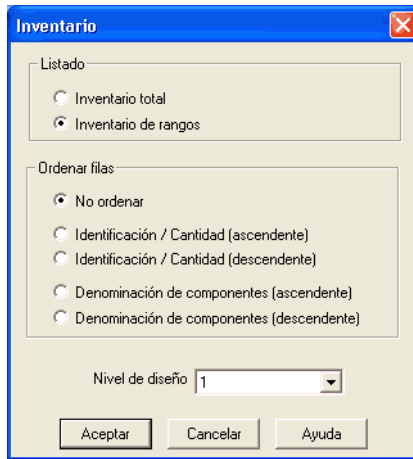 Inventario
Listado
Inventario total
Inventario de rangos
Ordenar filas
No ordenar
Identificación / Cantidad (ascendente)
Identificación / Cantidad (descendente)
Denominación de componentes (ascendente)
Denominación de componentes (descendente)
Nivel de diseño 1
Aceptar Cancelar Ayuda